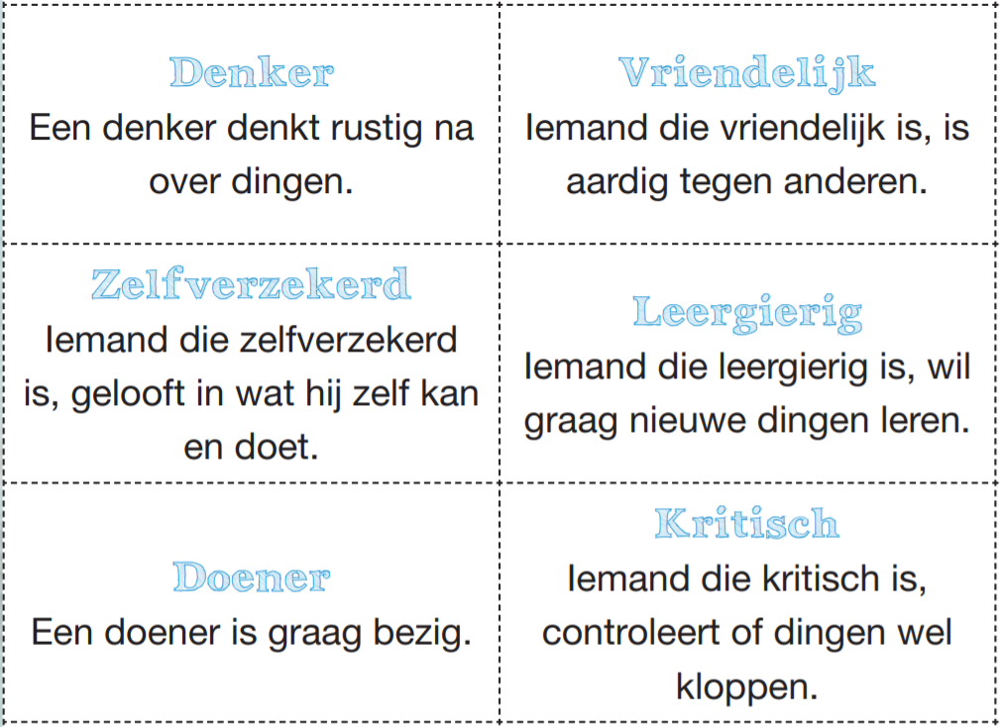 Denker
Een denker denkt rustig na
over dingen.
Vriendelijk
Iemand die vriendelijk is, is
aardig tegen anderen.
Zelfverzekerd
Iemand die zelfverzekerd
is, gelooft in wat hij zelf kan
en doet.
Leergierig
Iemand die leergierig is, wil
graag nieuwe dingen leren.
Doener
Een doener is graag bezig.
Kritisch
Iemand die kritisch is,
controleert of dingen wel
kloppen.